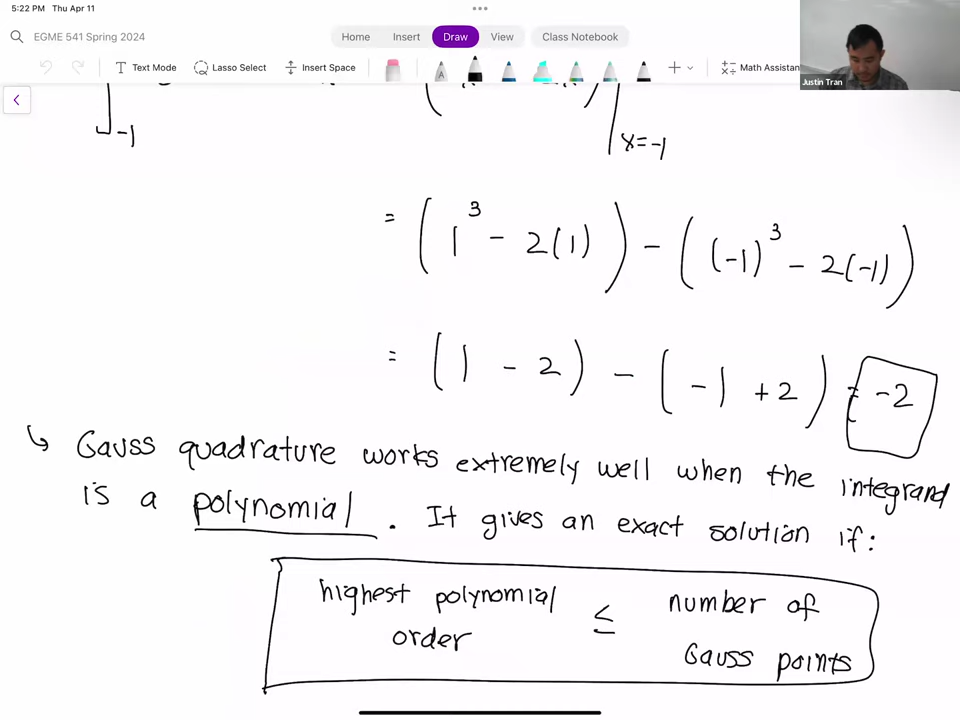 5:22 PM Thu Apr 11
EGME 541 Spring 2024
Home Insert Draw View Class Notebook
Text Mode Lasso Select Insert Space Math Assistan
Justin Tran
-1
x=-1
= (1^3 - 2(1)) - ((-1)^3 - 2(-1))
= (1 - 2) - (-1 + 2) = -2
↳ Gauss quadrature works extremely well when the integrand
is a polynomial. It gives an exact solution if:
highest polynomial order ≤ number of Gauss points